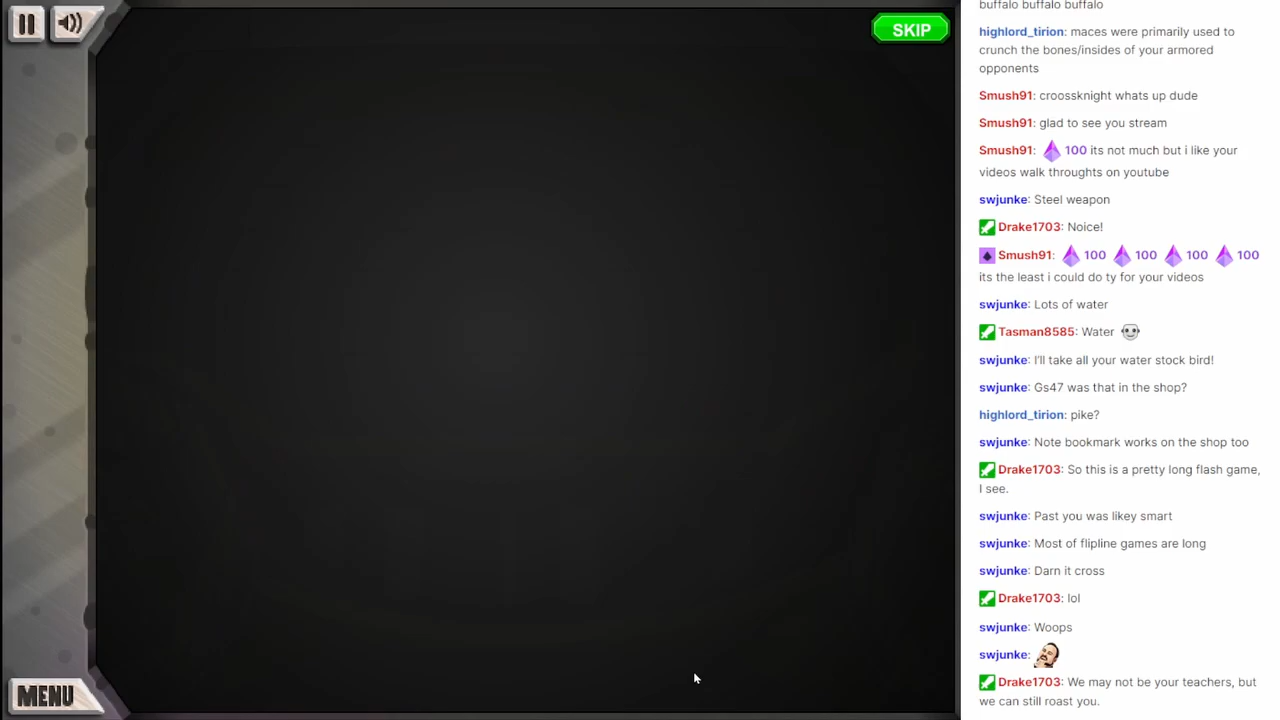 SKIP
MENU
buffalo buffalo buffalo
highlord_tirion: maces were primarily used to
crunch the bones/insides of your armored
opponents
Smush91: croossknight whats up dude
Smush91: glad to see you stream
Smush91: 100 its not much but i like your
videos walk throughts on youtube
swjunke: Steel weapon
Drake1703: Noice!
Smush91: 100 100 100 100
its the least i could do ty for your videos
swjunke: Lots of water
Tasman8585: Water
swjunke: I'll take all your water stock bird!
swjunke: Gs47 was that in the shop?
highlord_tirion: pike?
swjunke: Note bookmark works on the shop too
Drake1703: So this is a pretty long flash game,
I see.
swjunke: Past you was likey smart
swjunke: Most of flipline games are long
swjunke: Darn it cross
Drake1703: lol
swjunke: Woops
swjunke:
Drake1703: We may not be your teachers, but
we can still roast you.